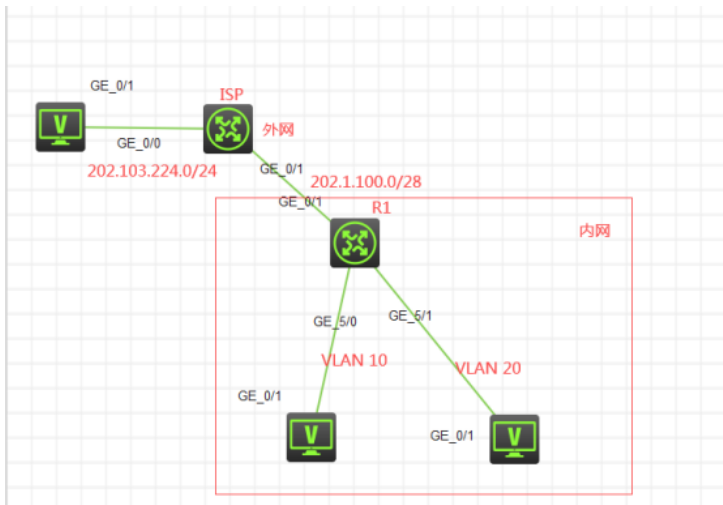 GE_0/1
ISP
V
外网
GE_0/0
202.103.224.0/24
GE_0/1
202.1.100.0/28
GE_0/1
R1
内网
GE_5/0
GE_5/1
VLAN 10
VLAN 20
GE_0/1
V
GE_0/1
V